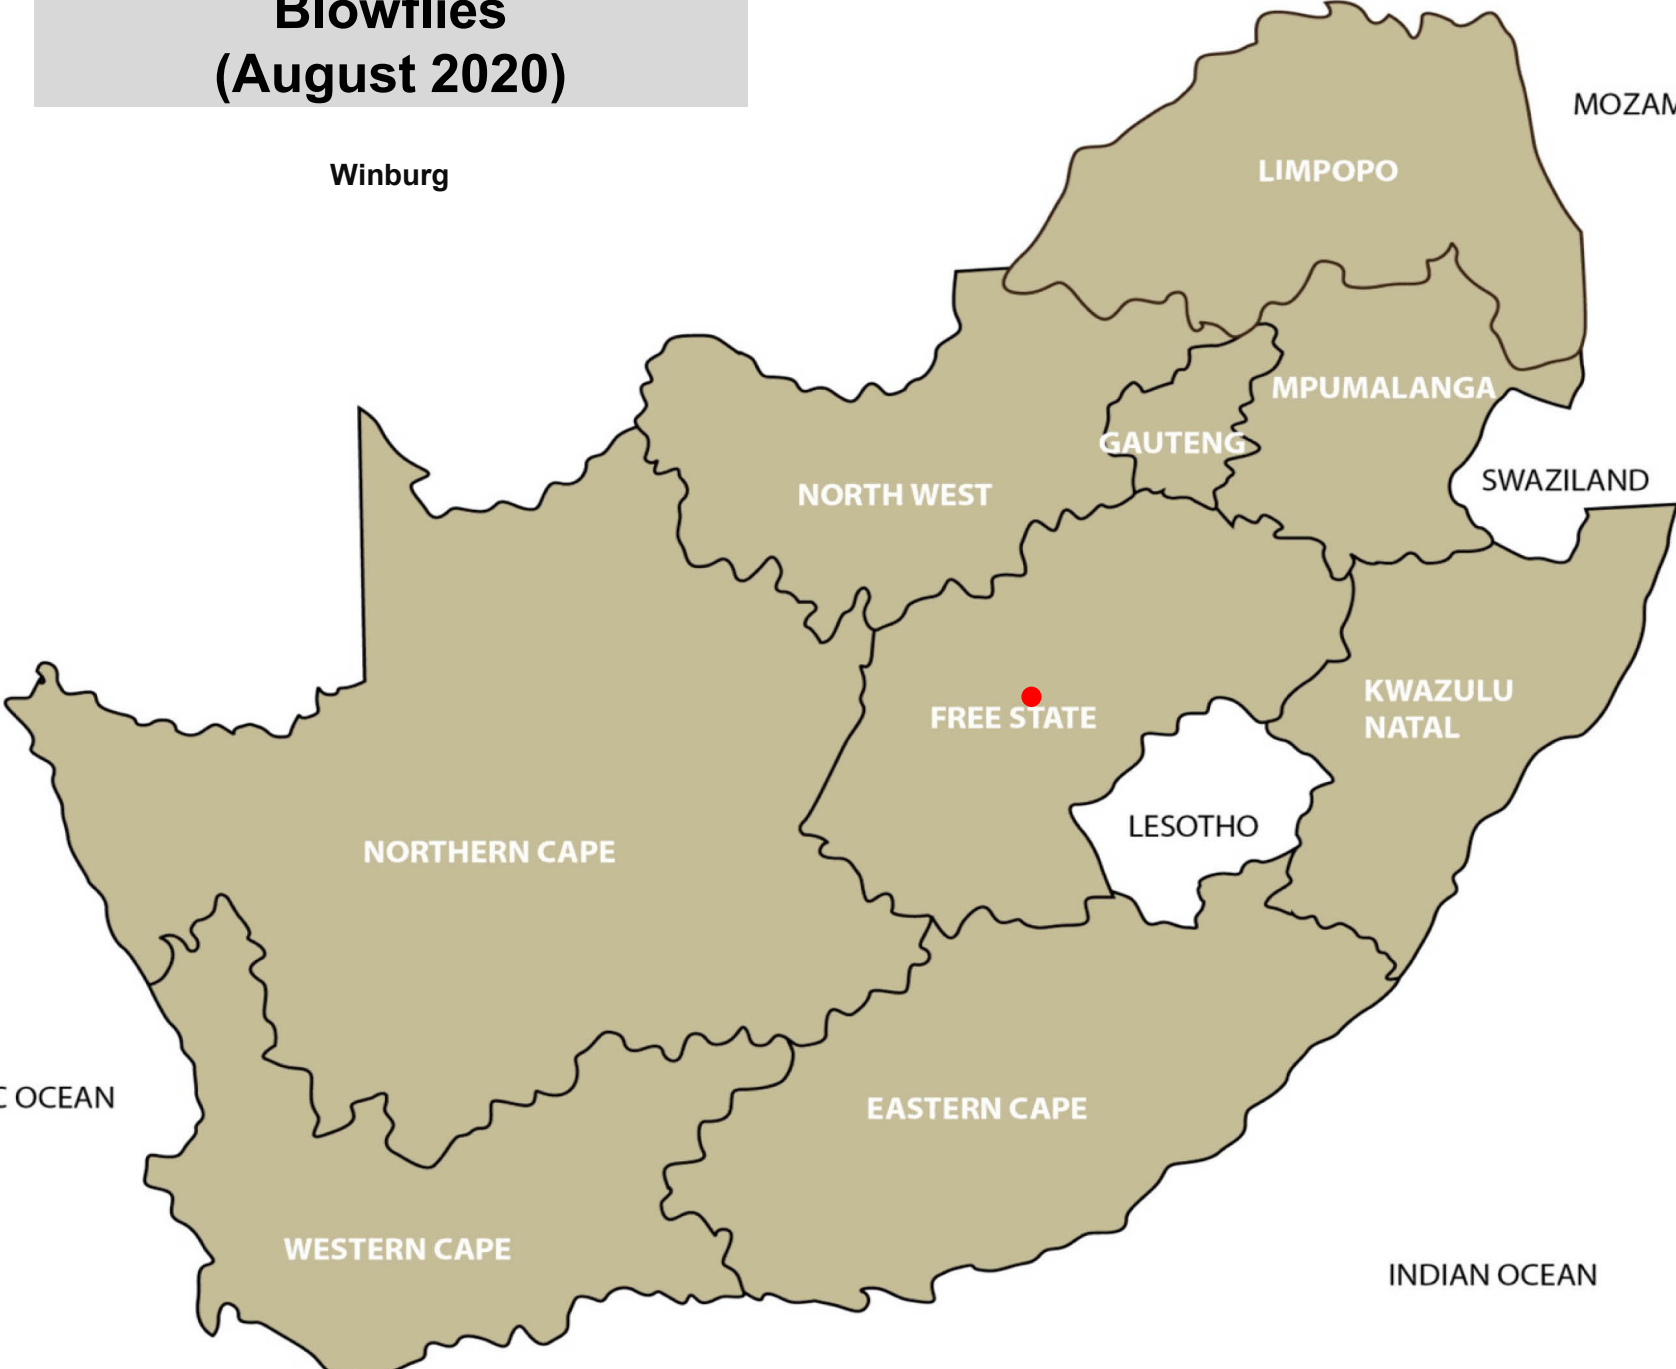 Blowflies
(August 2020)
Winburg
LIMPOPO
MPUMALANGA
GAUTENG
NORTH WEST
SWAZILAND
KWAZULU
NATAL
FREE STATE
LESOTHO
NORTHERN CAPE
C OCEAN
EASTERN CAPE
WESTERN CAPE
INDIAN OCEAN